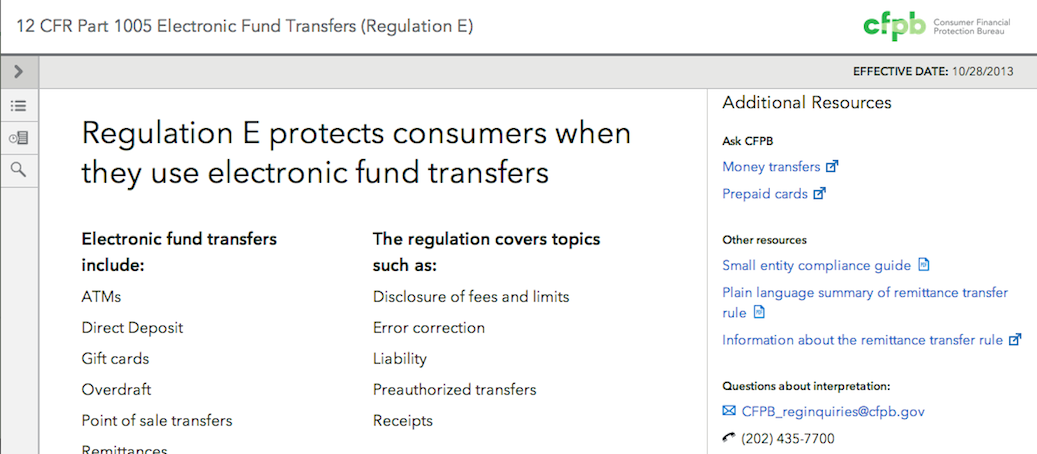 12 CFR Part 1005 Electronic Fund Transfers (Regulation E)
cfpb
Consumer Financial
Protection Bureau
EFFECTIVE DATE: 10/28/2013
Regulation E protects consumers when
they use electronic fund transfers
Electronic fund transfers
include:
ATMs
Direct Deposit
Gift cards
Overdraft
Point of sale transfers
Remittances
The regulation covers topics
such as:
Disclosure of fees and limits
Error correction
Liability
Preauthorized transfers
Receipts
Additional Resources
Ask CFPB
Money transfers
Prepaid cards
Other resources
Small entity compliance guide
Plain language summary of remittance transfer
rule
Information about the remittance transfer rule
Questions about interpretation:
CFPB_reginquiries@cfpb.gov
(202) 435-7700